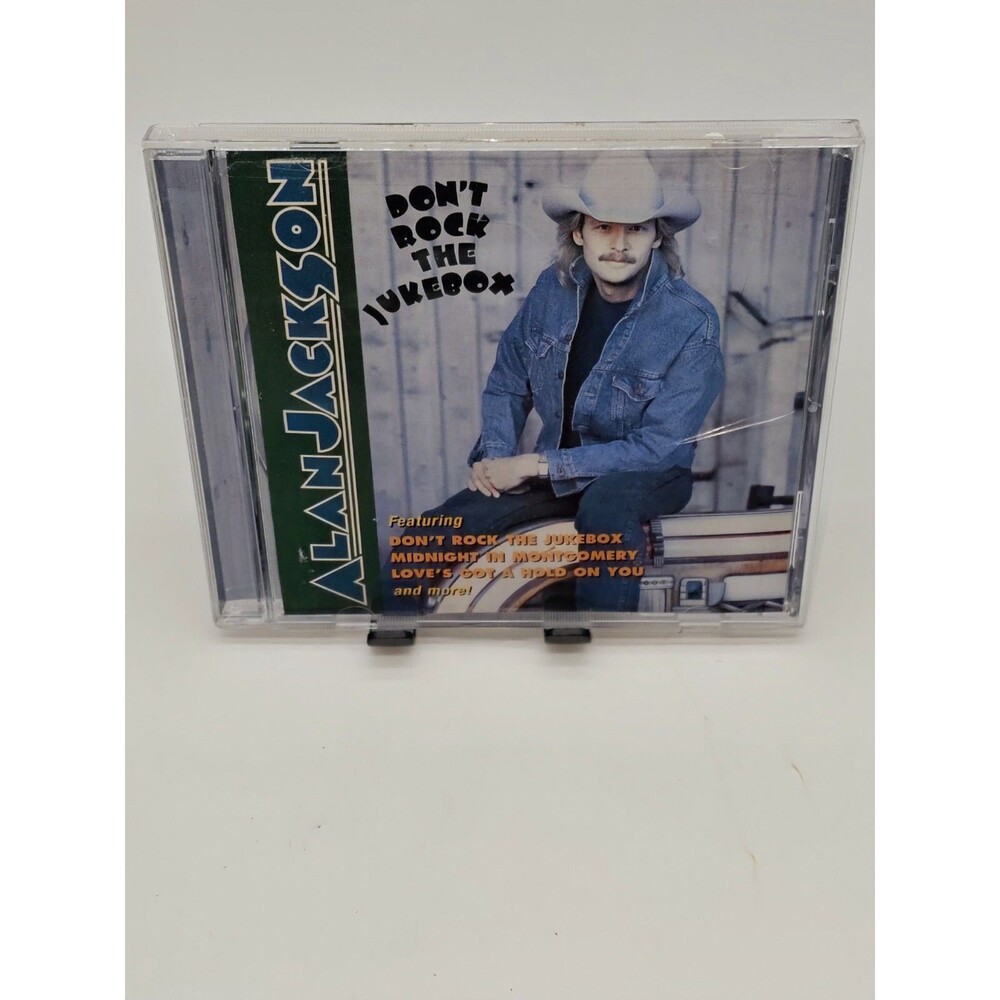 ALAN JACKSON
DON'T
ROCK
THE
JUKEBOX
Featuring
DON'T ROCK THE JUKEBOX
MIDNIGHT IN MONTGOMERY
LOVE'S GOT A HOLD ON YOU
and more!